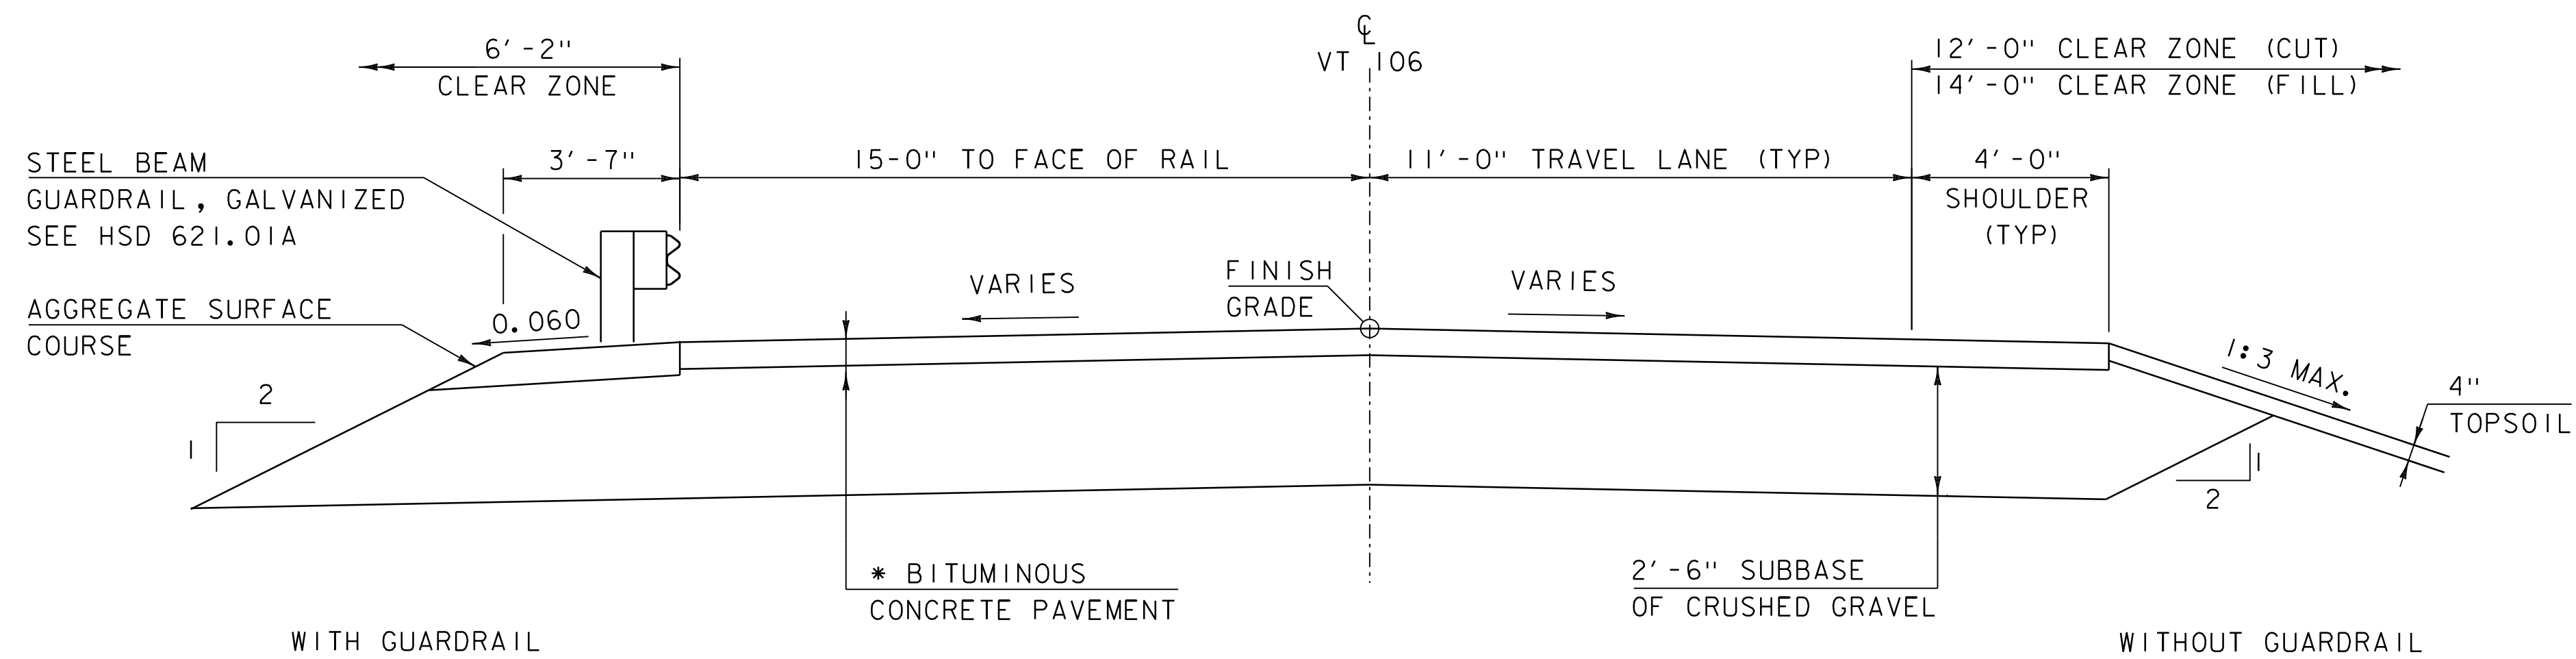 ℄
VT 106
6'-2"
CLEAR ZONE
12'-0" CLEAR ZONE (CUT)
14'-0" CLEAR ZONE (FILL)
STEEL BEAM
GUARDRAIL, GALVANIZED
SEE HSD 621.01A
3'-7"
15-0" TO FACE OF RAIL
11'-0" TRAVEL LANE (TYP)
4'-0"
SHOULDER
(TYP)
VARIES
FINISH
GRADE
VARIES
AGGREGATE SURFACE
COURSE
0.060
1:3 MAX.
4"
TOPSOIL
2
1
1
2
* BITUMINOUS
CONCRETE PAVEMENT
2'-6" SUBBASE
OF CRUSHED GRAVEL
WITH GUARDRAIL
WITHOUT GUARDRAIL